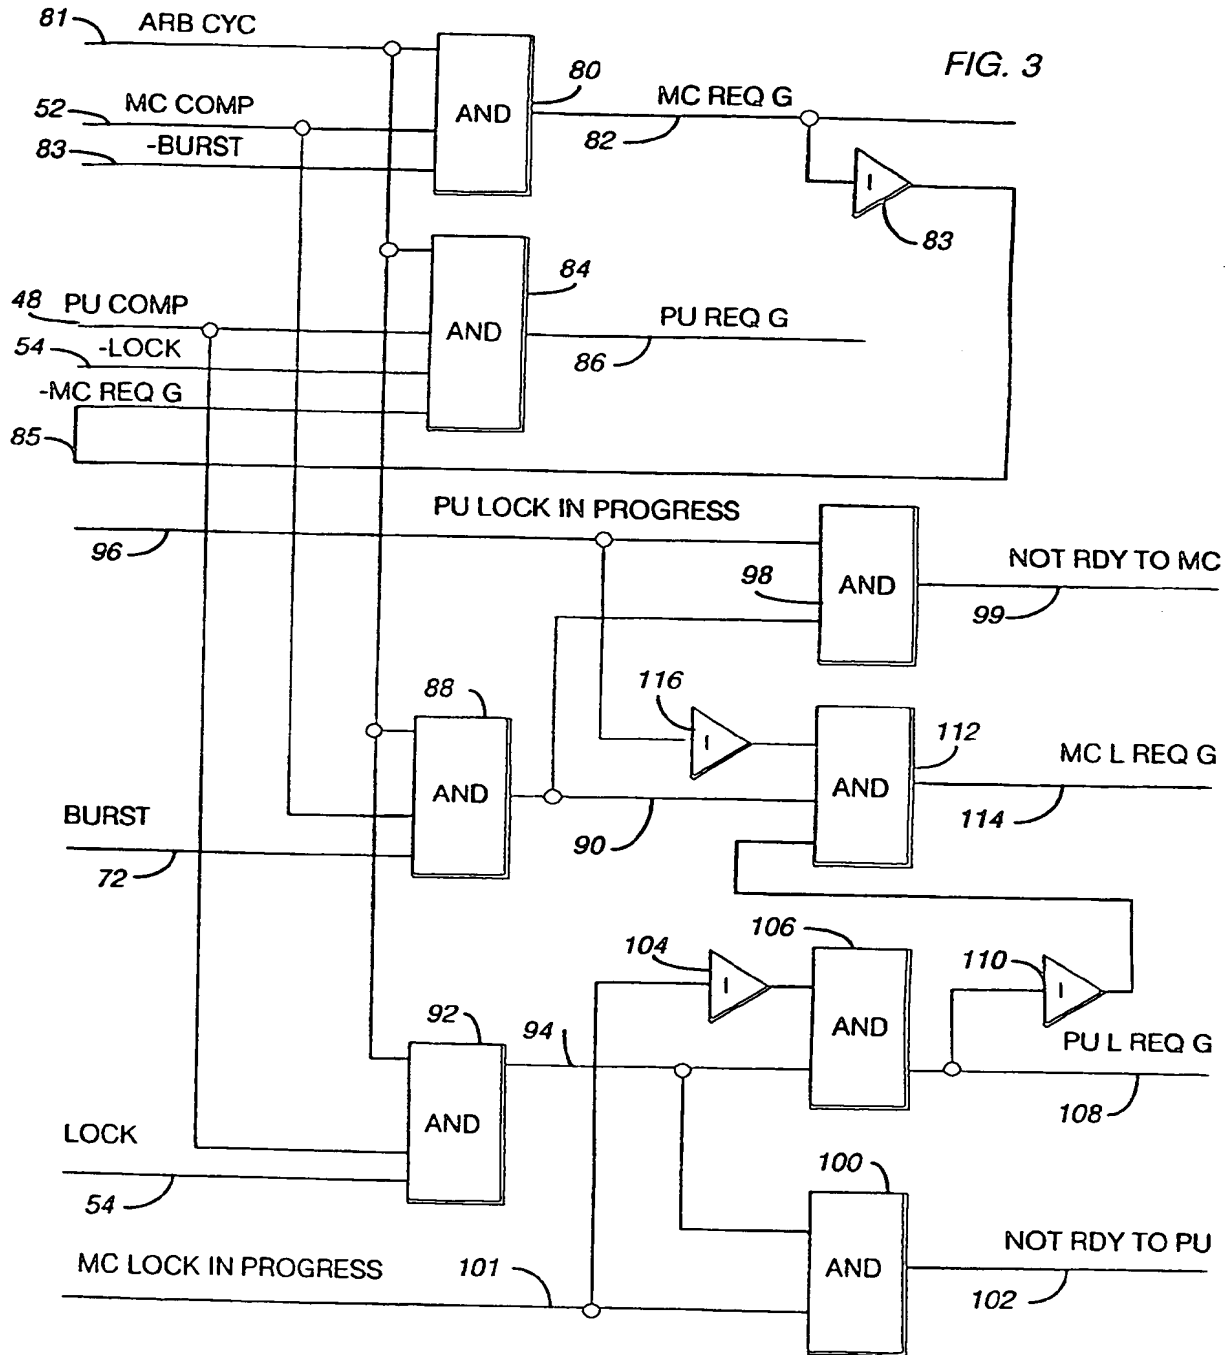 81 ARB CYC
FIG. 3
80
AND
MC REQ G
52 MC COMP
82
83 -BURST
I
83
84
48 PU COMP
AND
PU REQ G
54 -LOCK
86
-MC REQ G
85
PU LOCK IN PROGRESS
96
98
AND
NOT RDY TO MC
99
88
116
I
112
AND
AND
MC L REQ G
BURST
90
114
72
104
I
106
110
I
92
94
AND
PU L REQ G
108
AND
LOCK
54
100
NOT RDY TO PU
MC LOCK IN PROGRESS
101
AND
102